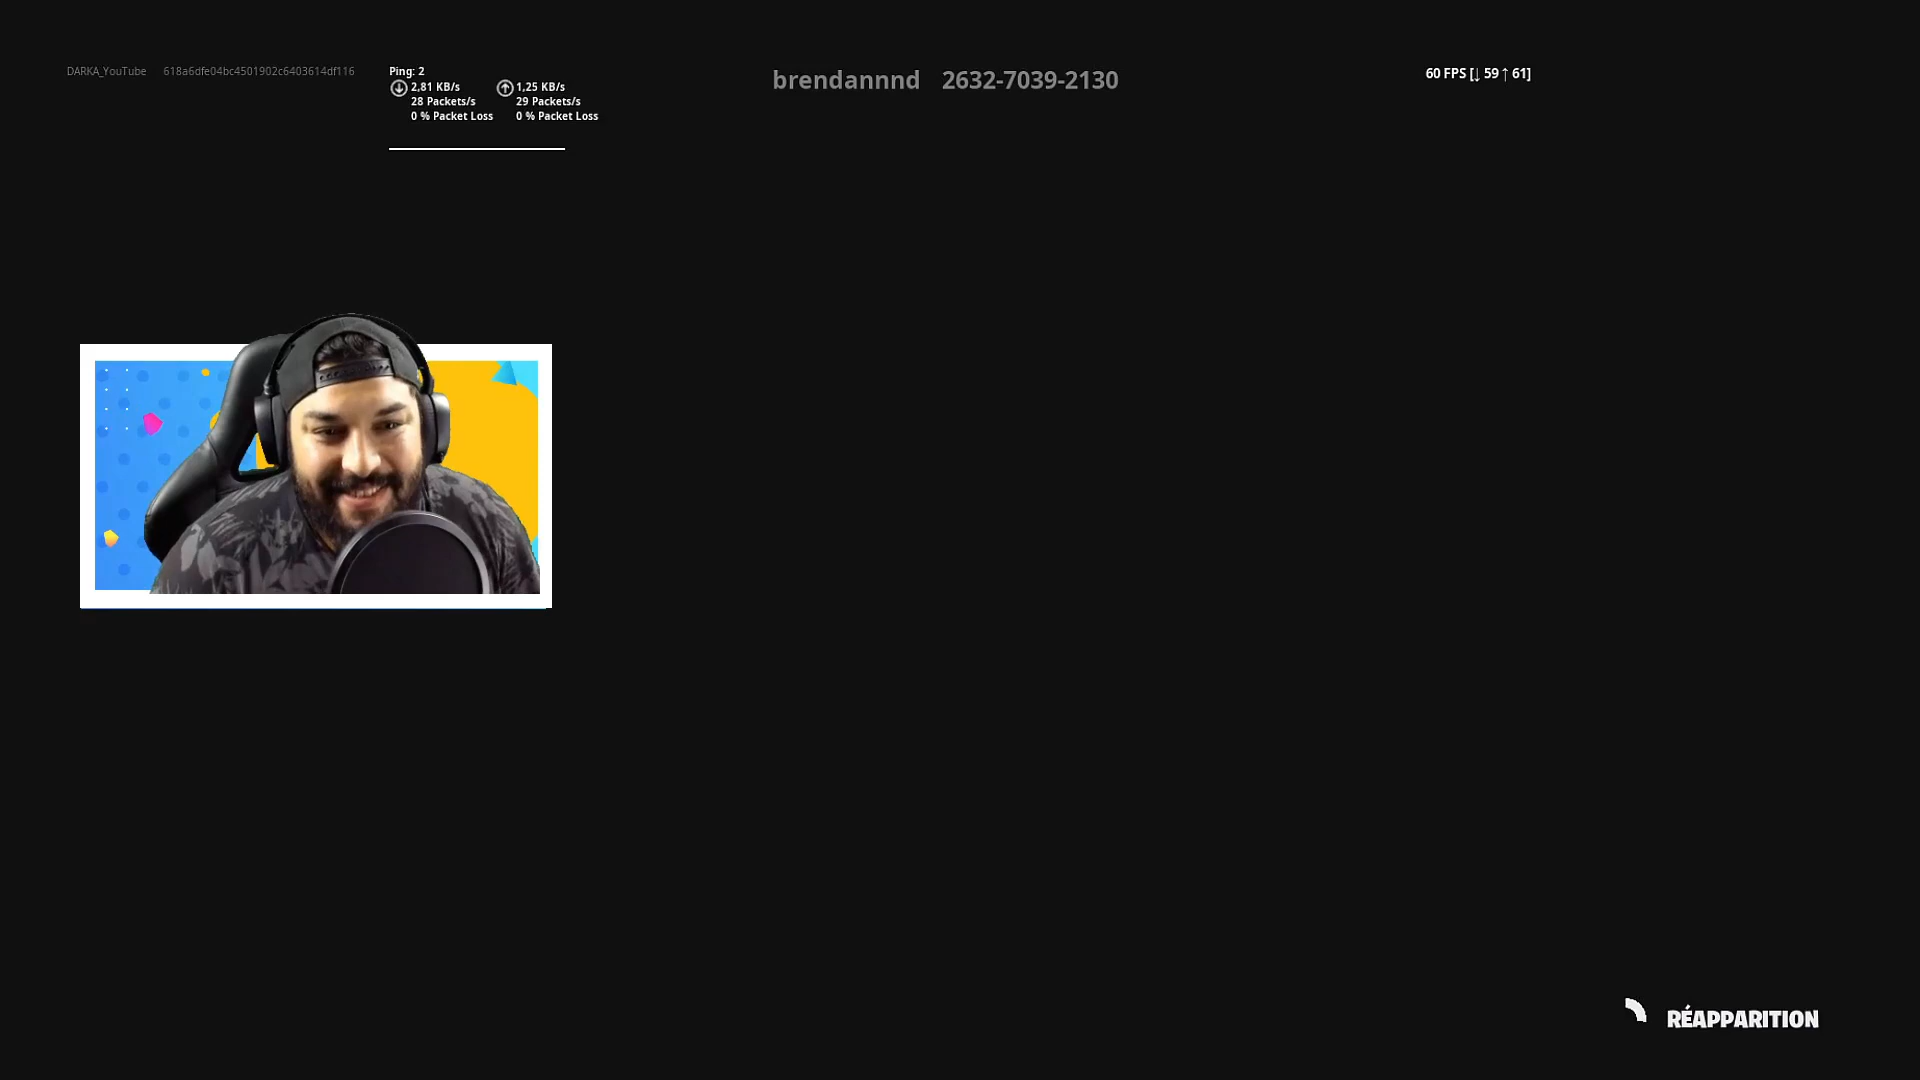 DARKA_YouTube 618a6dfe04bc4501902c6403614df116
Ping: 2
2,81 KB/s 1,25 KB/s
28 Packets/s 29 Packets/s
0 % Packet Loss 0 % Packet Loss
brendannnd 2632-7039-2130
60 FPS [↓ 59 ↑ 61]
RÉAPPARITION